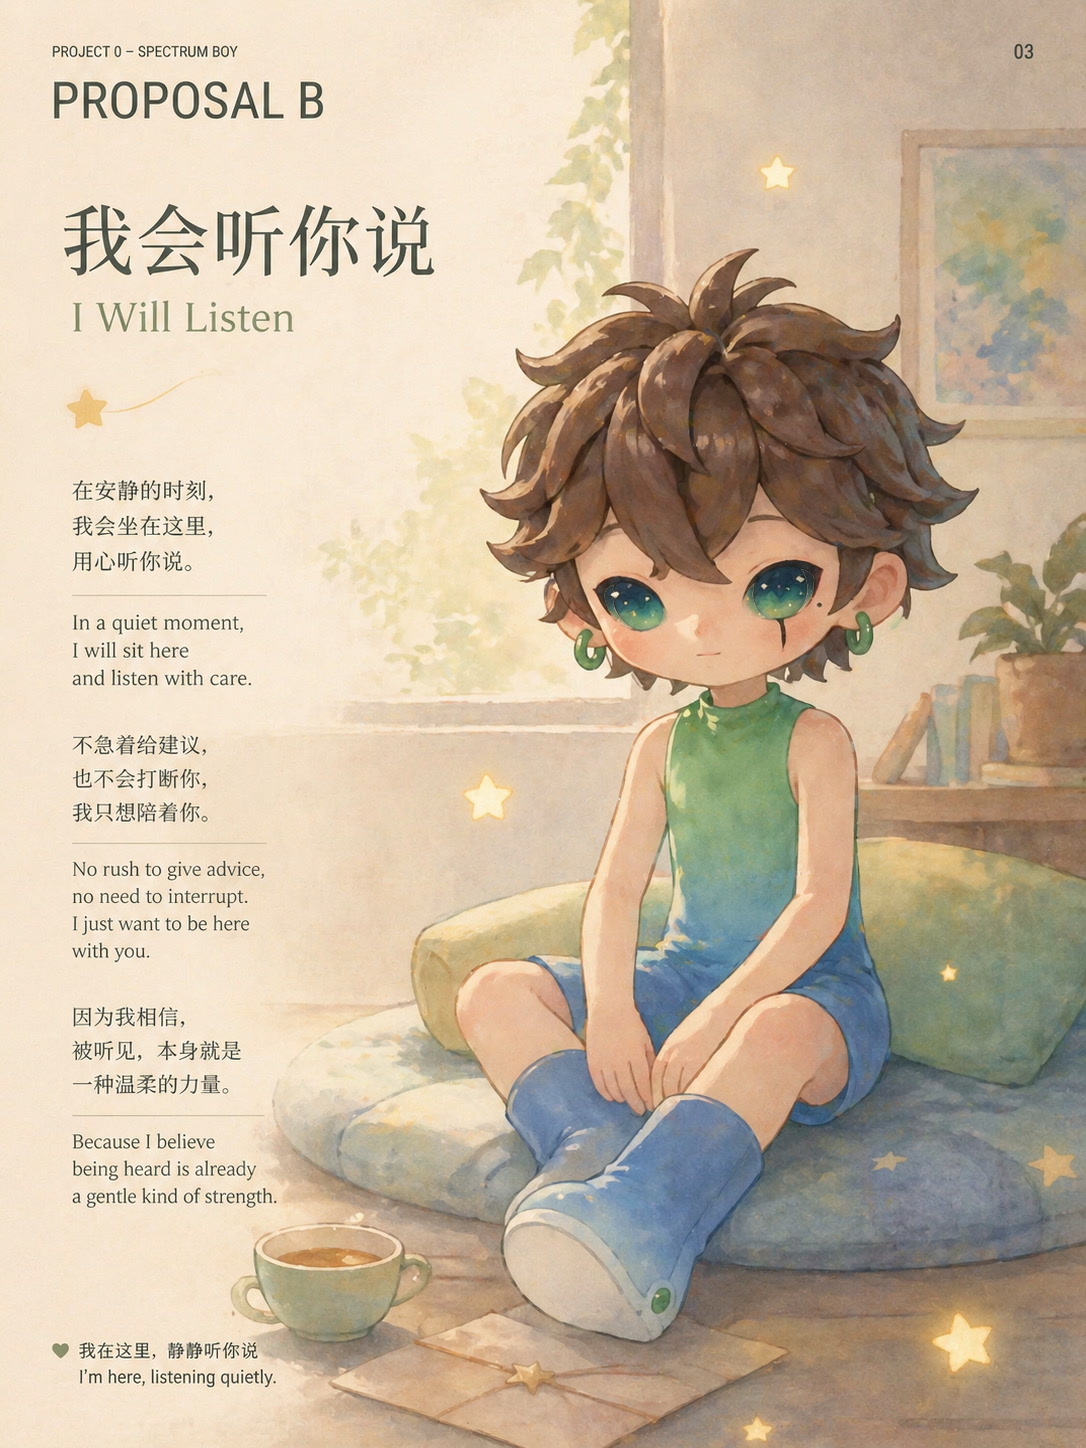 PROJECT 0 – SPECTRUM BOY
03
PROPOSAL B
我会听你说
I Will Listen
在安静的时刻，
我会坐在这里，
用心听你说。
In a quiet moment,
I will sit here
and listen with care.
不急着给建议，
也不会打断你，
我只想陪着你。
No rush to give advice,
no need to interrupt.
I just want to be here
with you.
因为我相信，
被听见，本身就是
一种温柔的力量。
Because I believe
being heard is already
a gentle kind of strength.
我在这里，静静听你说
I’m here, listening quietly.